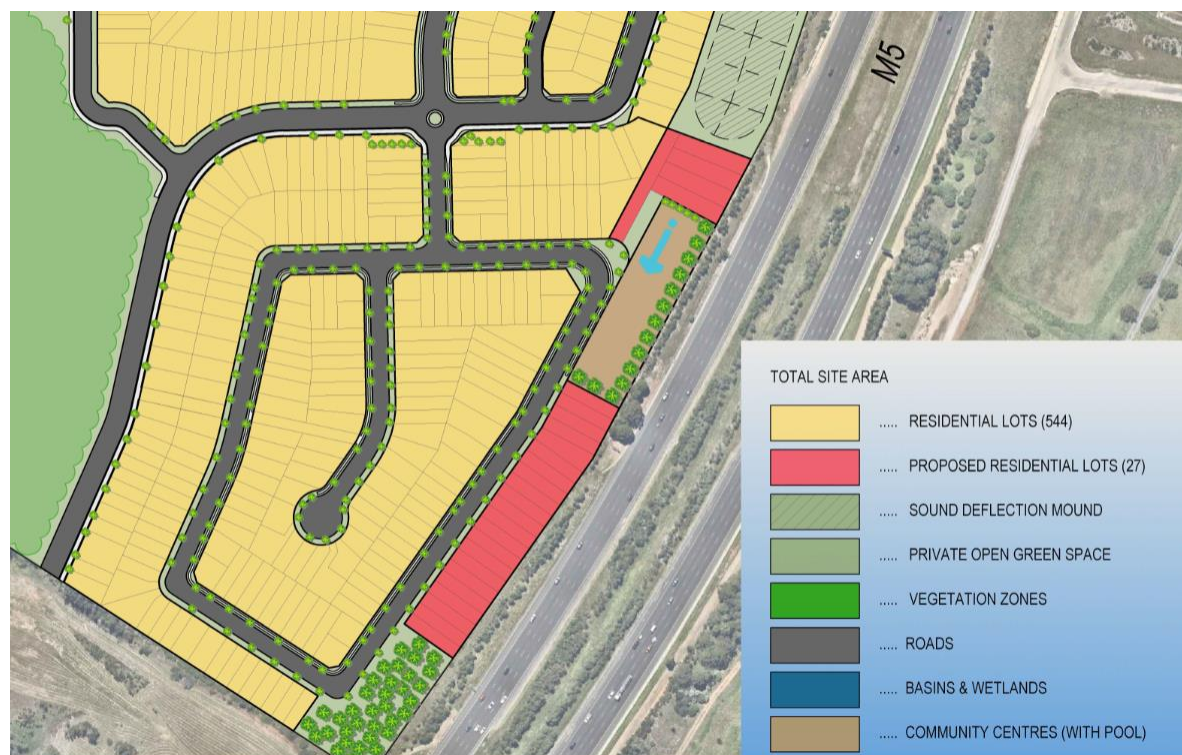 M5
TOTAL SITE AREA
..... RESIDENTIAL LOTS (544)
..... PROPOSED RESIDENTIAL LOTS (27)
..... SOUND DEFLECTION MOUND
..... PRIVATE OPEN GREEN SPACE
..... VEGETATION ZONES
..... ROADS
..... BASINS & WETLANDS
..... COMMUNITY CENTRES (WITH POOL)